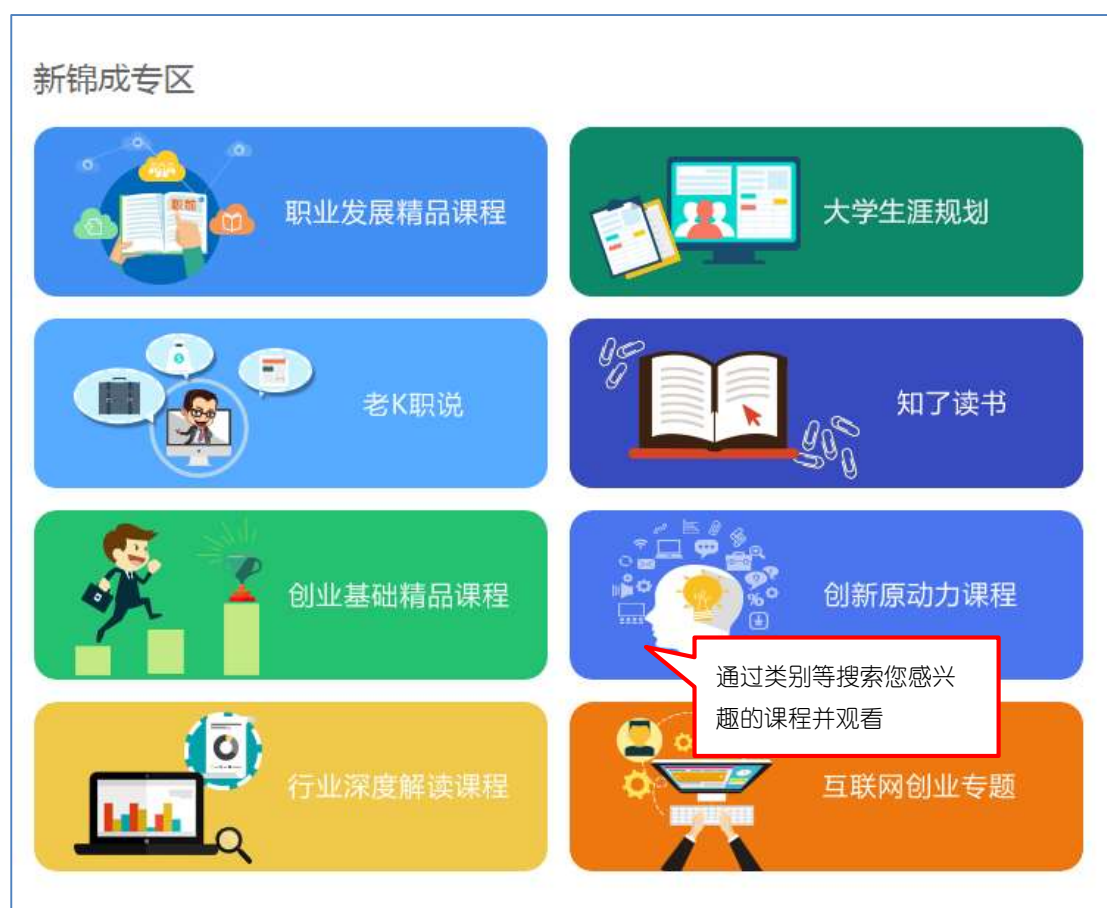 新锦成专区
职业发展精品课程
大学生涯规划
老K职说
知了读书
创业基础精品课程
创新原动力课程
通过类别等搜索您感兴
趣的课程并观看
行业深度解读课程
互联网创业专题